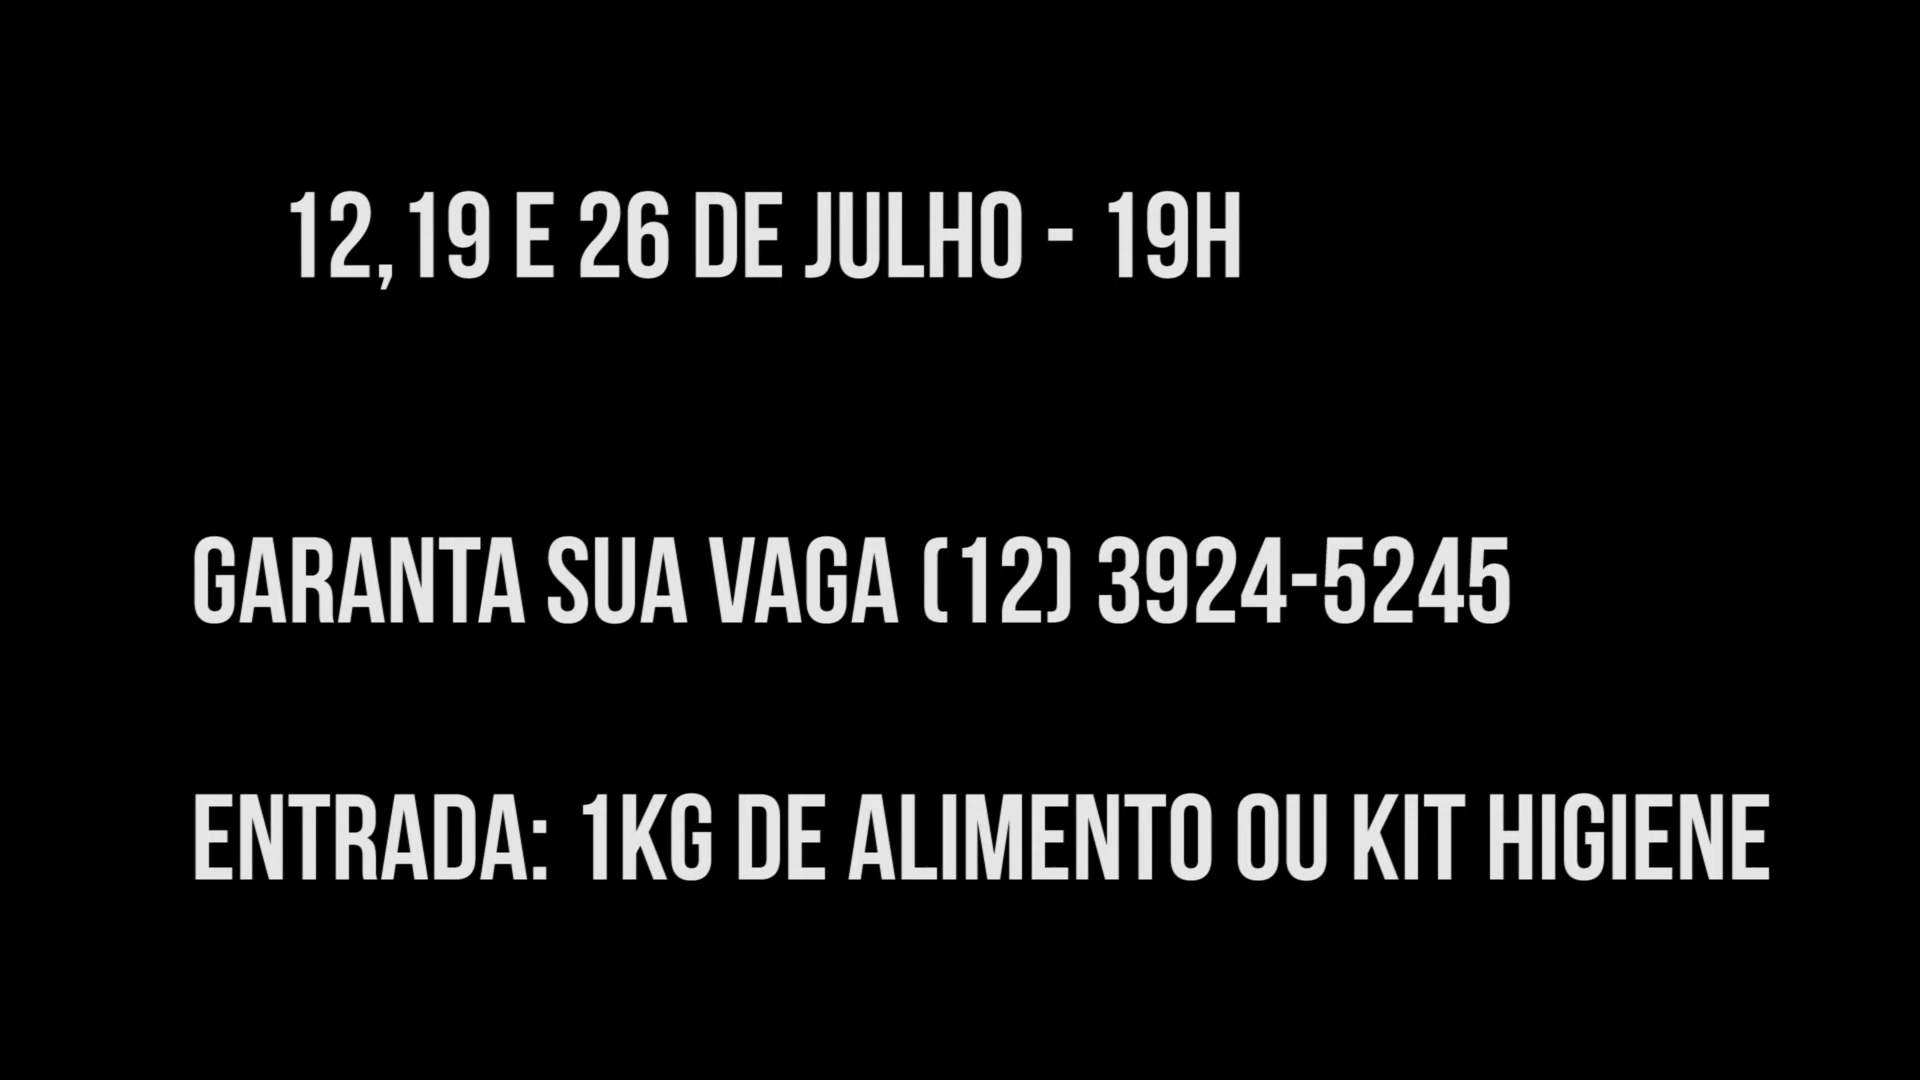 12,19 E 26 DE JULHO - 19H
GARANTA SUA VAGA (12) 3924-5245
ENTRADA: 1KG DE ALIMENTO OU KIT HIGIENE